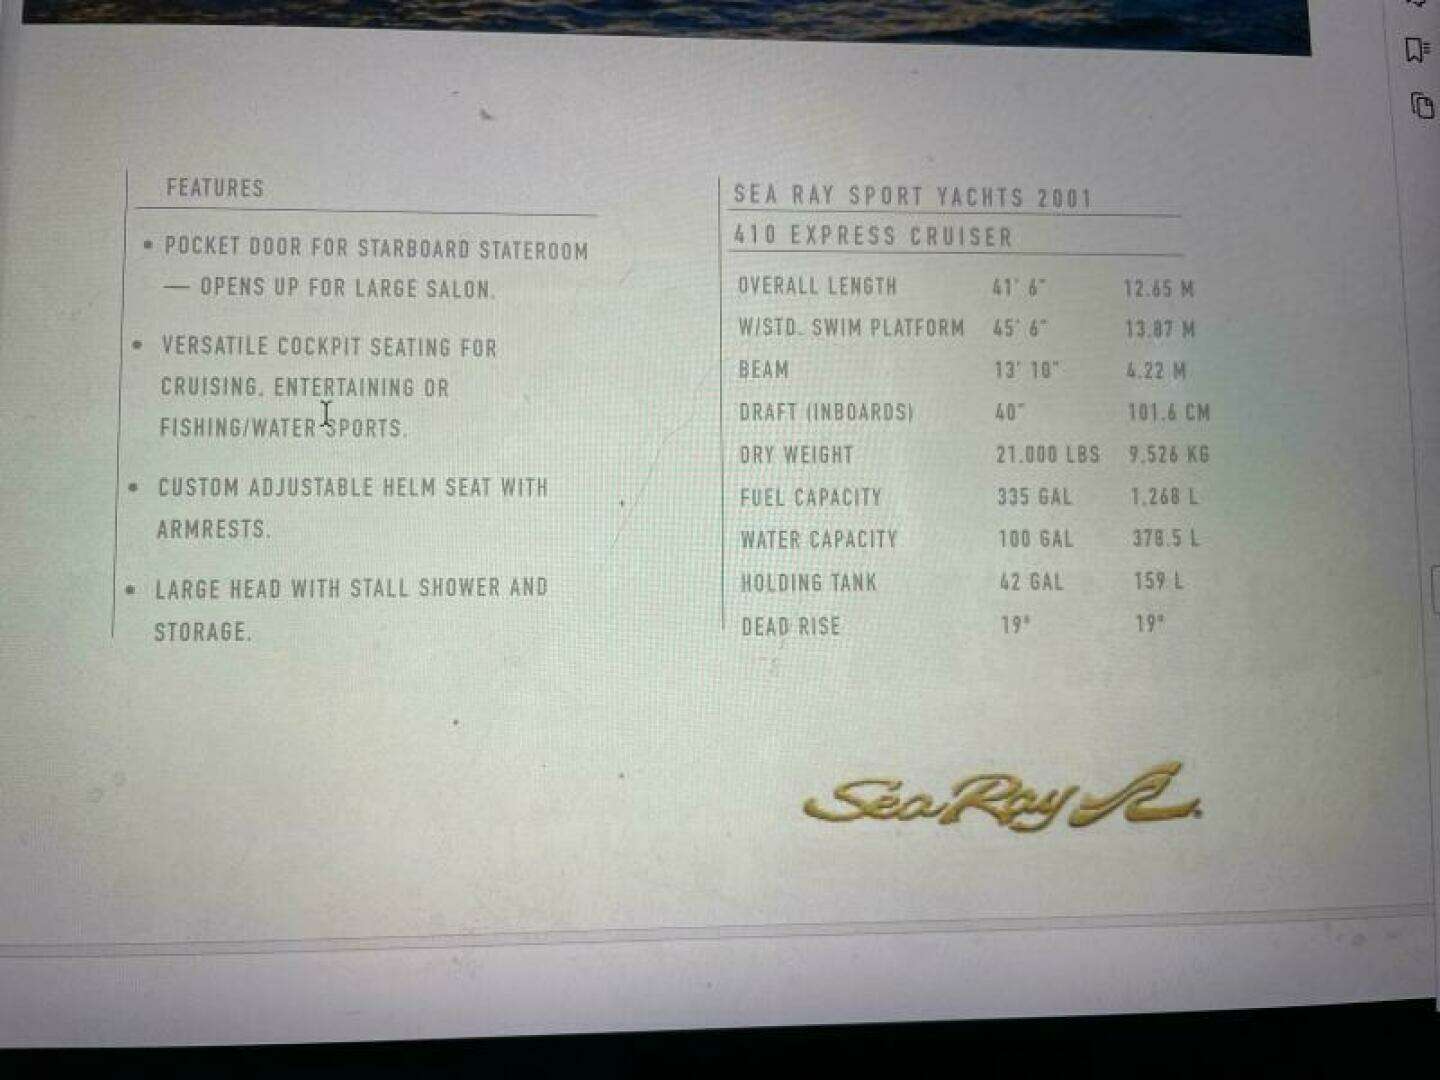 FEATURES
• POCKET DOOR FOR STARBOARD STATEROOM
— OPENS UP FOR LARGE SALON.
• VERSATILE COCKPIT SEATING FOR
CRUISING, ENTERTAINING OR
FISHING/WATER SPORTS.
• CUSTOM ADJUSTABLE HELM SEAT WITH
ARMRESTS.
• LARGE HEAD WITH STALL SHOWER AND
STORAGE.
SEA RAY SPORT YACHTS 2001
410 EXPRESS CRUISER
OVERALL LENGTH 41' 6" 12.65 M
W/STD. SWIM PLATFORM 45' 6" 13.87 M
BEAM 13' 10" 4.22 M
DRAFT (INBOARDS) 40" 101.6 CM
DRY WEIGHT 21,000 LBS 9,526 KG
FUEL CAPACITY 335 GAL 1,268 L
WATER CAPACITY 100 GAL 378.5 L
HOLDING TANK 42 GAL 159 L
DEAD RISE 19° 19°
Sea Ray